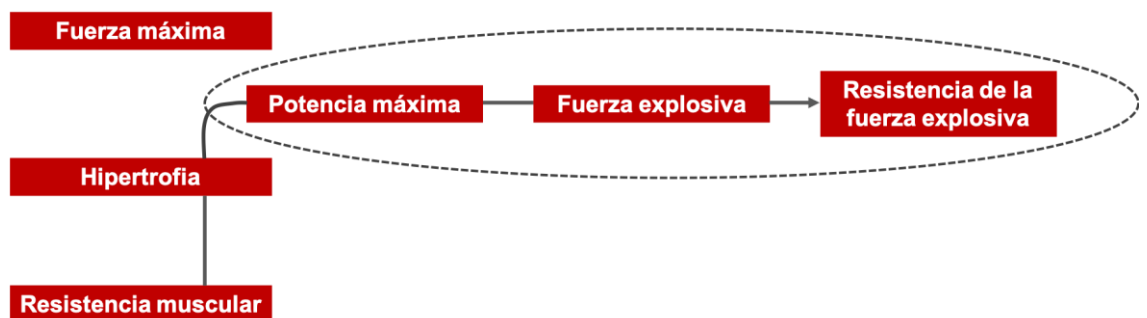 Fuerza máxima
Potencia máxima
Fuerza explosiva
Resistencia de la
fuerza explosiva
Hipertrofia
Resistencia muscular